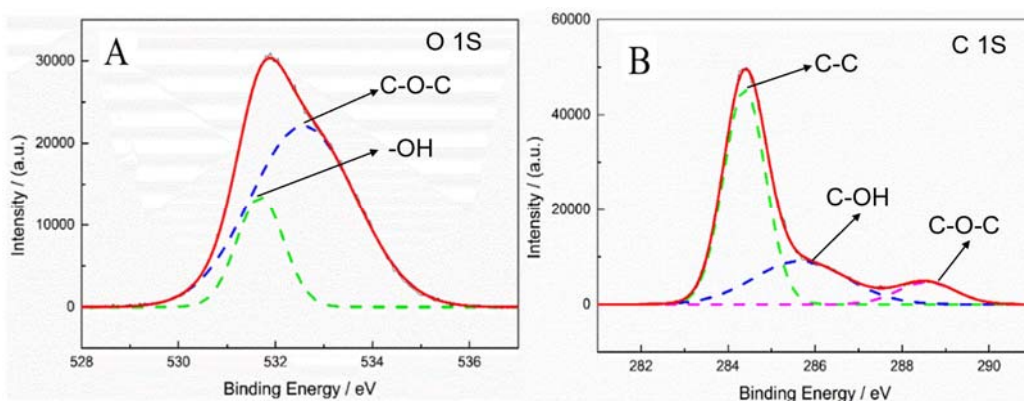 A
O 1S
C-O-C
-OH
30000
20000
10000
0
528
530
532
534
536
Intensity / (a.u.)
Binding Energy / eV
B
C 1S
C-C
C-OH
C-O-C
60000
40000
20000
0
282
284
286
288
290
Intensity / (a.u.)
Binding Energy / eV